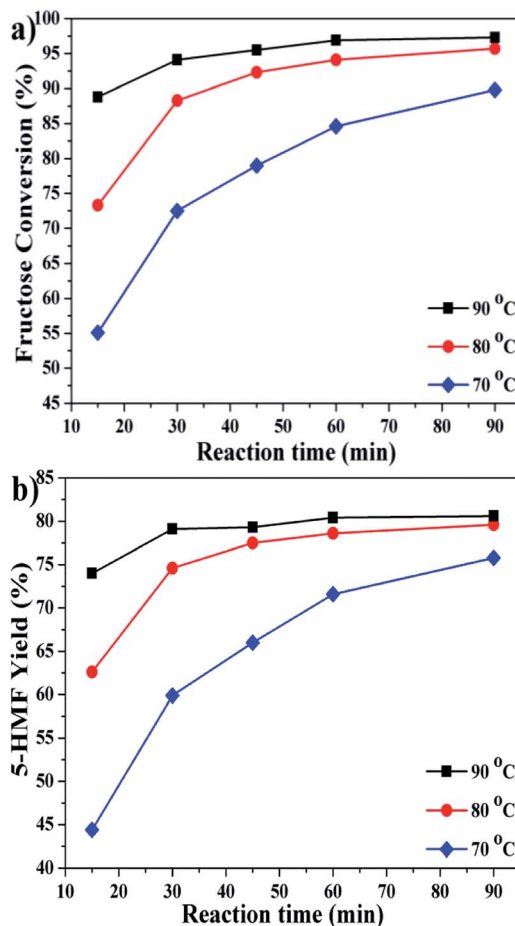 a)
Fructose Conversion (%)
100
95
90
85
80
75
70
65
60
55
50
45
90 °C
80 °C
70 °C
10 20 30 40 50 60 70 80 90
Reaction time (min)
b)
5-HMF Yield (%)
85
80
75
70
65
60
55
50
45
40
90 °C
80 °C
70 °C
10 20 30 40 50 60 70 80 90
Reaction time (min)